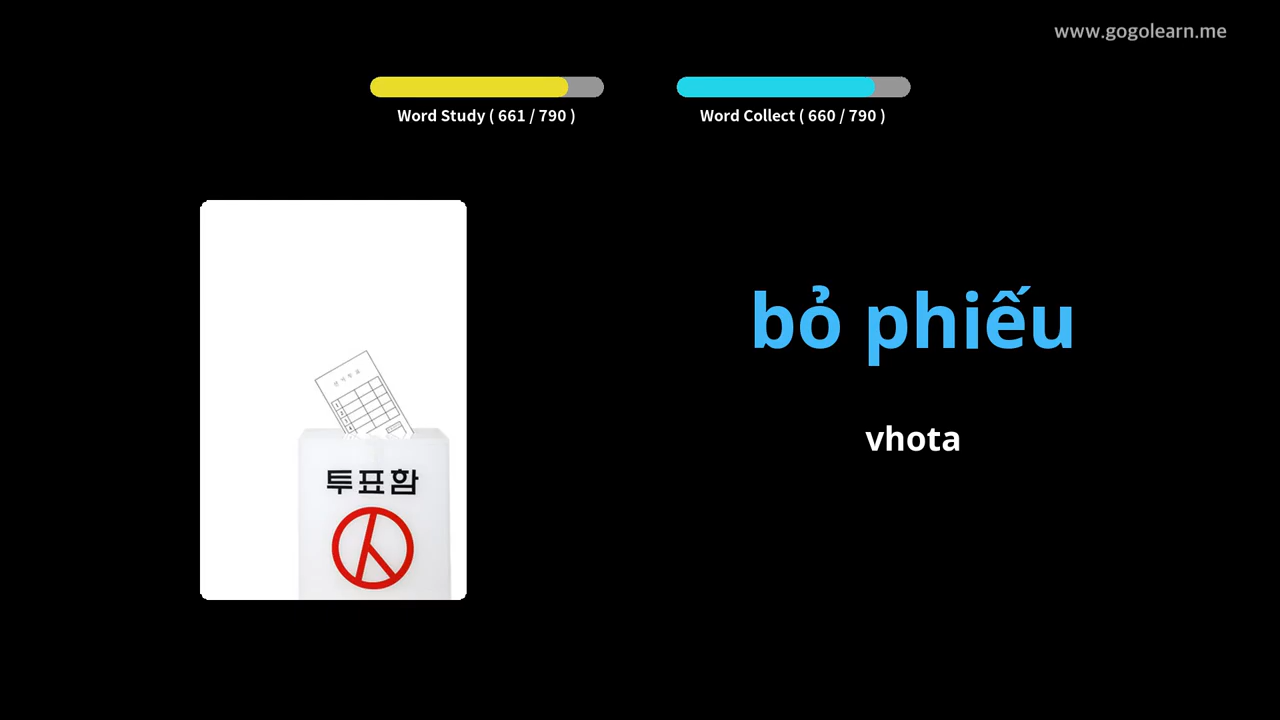 www.gogolearn.me
Word Study ( 661 / 790 )
Word Collect ( 660 / 790 )
bỏ phiếu
vhota
투표함